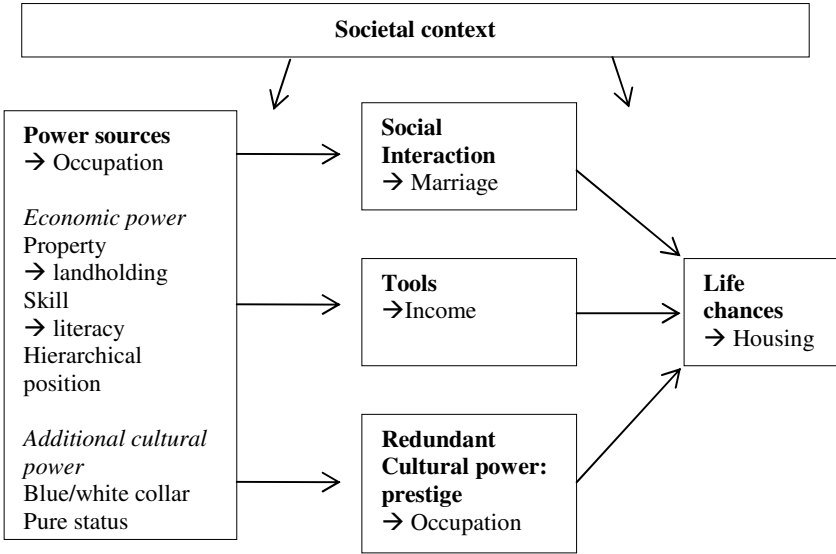 Societal context
Power sources
→ Occupation
Economic power
Property
→ landholding
Skill
→ literacy
Hierarchical
position
Additional cultural
power
Blue/white collar
Pure status
Social
Interaction
→ Marriage
Tools
→Income
Redundant
Cultural power:
prestige
→ Occupation
Life
chances
→ Housing